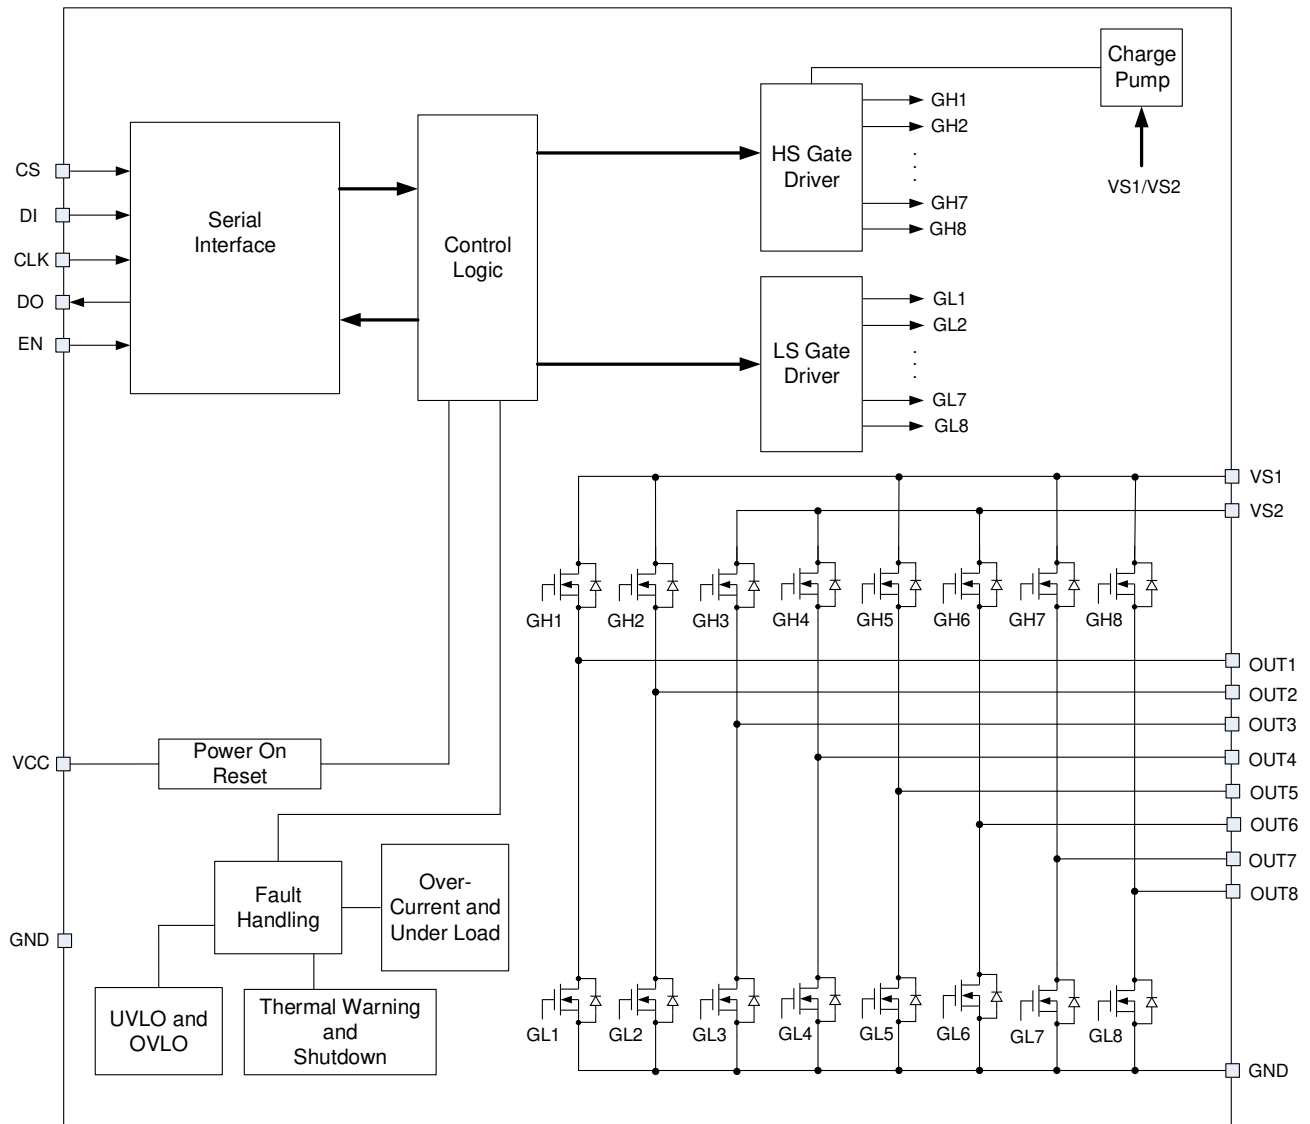 Charge
Pump
VS1/VS2
HS Gate
Driver
GH1
GH2
GH7
GH8
CS
DI
CLK
DO
EN
Serial
Interface
Control
Logic
LS Gate
Driver
GL1
GL2
GL7
GL8
VS1
VS2
GH1
GH2
GH3
GH4
GH5
GH6
GH7
GH8
OUT1
OUT2
OUT3
OUT4
OUT5
OUT6
OUT7
OUT8
VCC
Power On
Reset
Fault
Handling
Over-
Current and
Under Load
GND
UVLO and
OVLO
Thermal Warning
and
Shutdown
GL1
GL2
GL3
GL4
GL5
GL6
GL7
GL8
GND